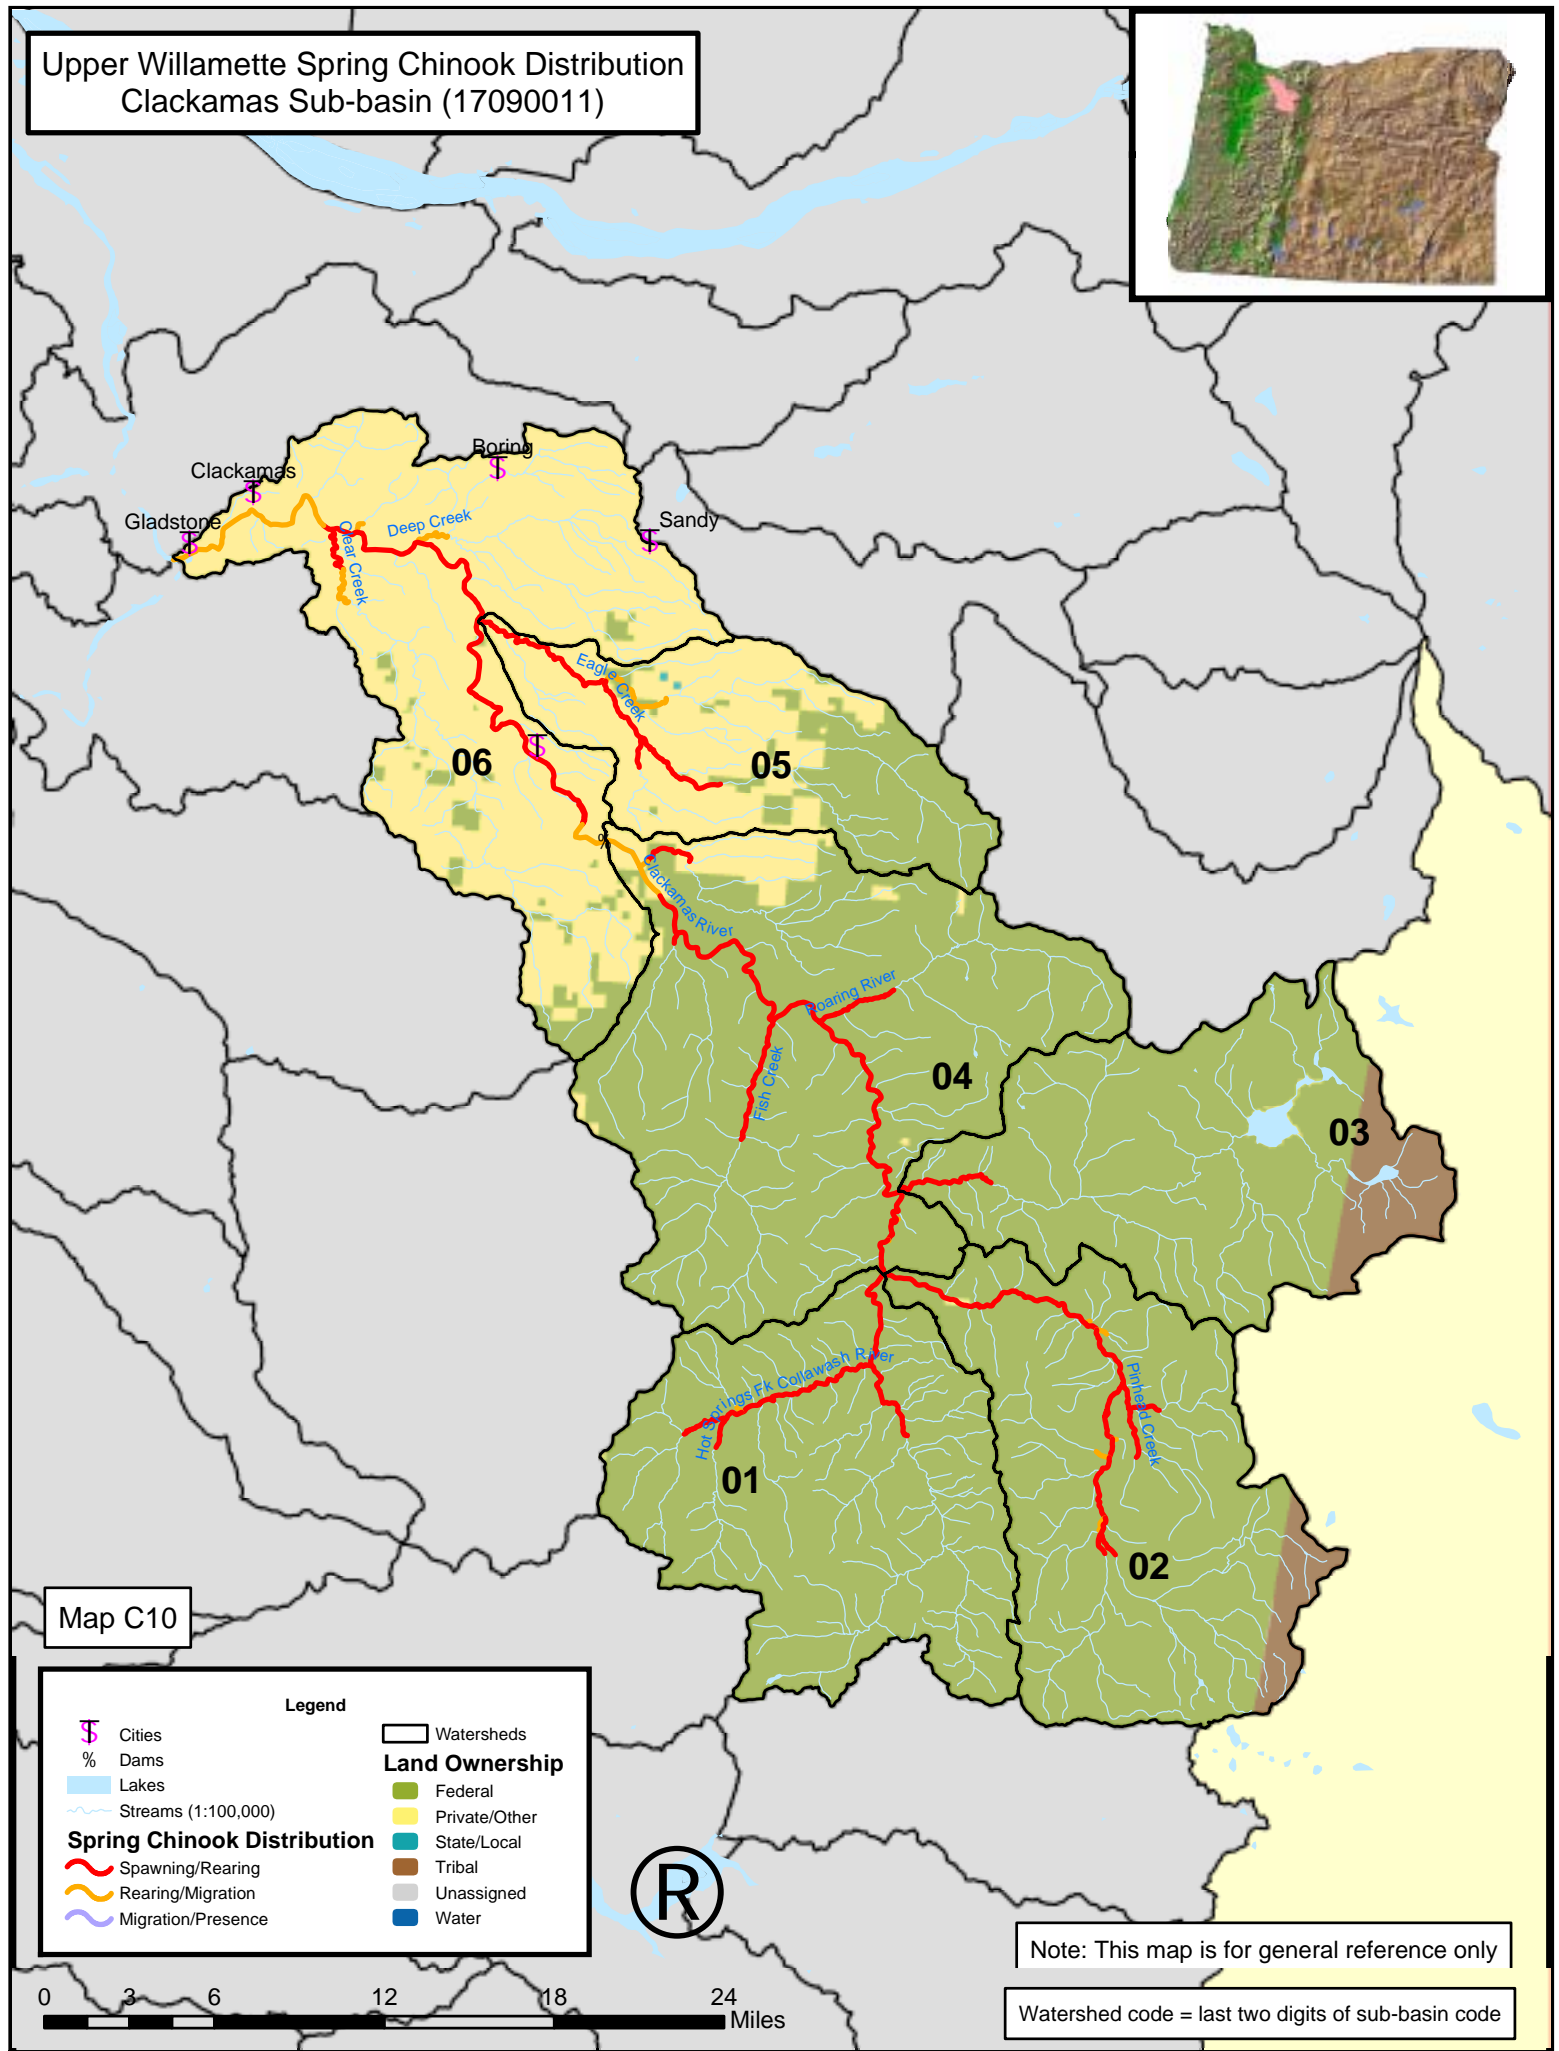 Upper Willamette Spring Chinook Distribution
Clackamas Sub-basin (17090011)
Boring
Clackamas
Gladstone
Sandy
Deep Creek
Clear Creek
Eagle Creek
06
05
%
Clackamas River
Roaring River
Fish Creek
04
03
Hot Springs Fk Collawash River
Pinhead Creek
01
02
Map C10
Legend
Cities
% Dams
Lakes
Streams (1:100,000)
Spring Chinook Distribution
Spawning/Rearing
Rearing/Migration
Migration/Presence
Watersheds
Land Ownership
Federal
Private/Other
State/Local
Tribal
Unassigned
Water
®
Note: This map is for general reference only
Watershed code = last two digits of sub-basin code
0 3 6 12 18 24
Miles